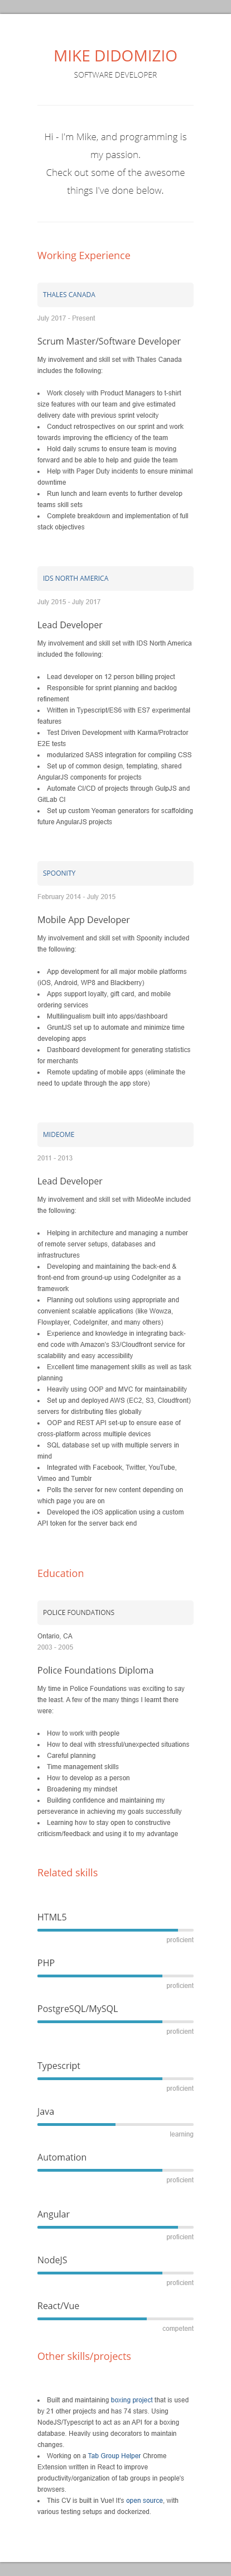 MIKE DIDOMIZIO
SOFTWARE DEVELOPER
Hi - I'm Mike, and programming is
my passion.
Check out some of the awesome
things I've done below.
Working Experience
THALES CANADA
July 2017 - Present
Scrum Master/Software Developer
My involvement and skill set with Thales Canada
includes the following:
• Work closely with Product Managers to t-shirt
size features with our team and give estimated
delivery date with previous sprint velocity
• Conduct retrospectives on our sprint and work
towards improving the efficiency of the team
• Hold daily scrums to ensure team is moving
forward and be able to help and guide the team
• Help with Pager Duty incidents to ensure minimal
downtime
• Run lunch and learn events to further develop
teams skill sets
• Complete breakdown and implementation of full
stack objectives
IDS NORTH AMERICA
July 2015 - July 2017
Lead Developer
My involvement and skill set with IDS North America
included the following:
• Lead developer on 12 person billing project
• Responsible for sprint planning and backlog
refinement
• Written in Typescript/ES6 with ES7 experimental
features
• Test Driven Development with Karma/Protractor
E2E tests
• modularized SASS integration for compiling CSS
• Set up of common design, templating, shared
AngularJS components for projects
• Automate CI/CD of projects through GulpJS and
GitLab CI
• Set up custom Yeoman generators for scaffolding
future AngularJS projects
SPOONITY
February 2014 - July 2015
Mobile App Developer
My involvement and skill set with Spoonity included
the following:
• App development for all major mobile platforms
(iOS, Android, WP8 and Blackberry)
• Apps support loyalty, gift card, and mobile
ordering services
• Multilingualism built into apps/dashboard
• GruntJS set up to automate and minimize time
developing apps
• Dashboard development for generating statistics
for merchants
• Remote updating of mobile apps (eliminate the
need to update through the app store)
MIDEOME
2011 - 2013
Lead Developer
My involvement and skill set with MideoMe included
the following:
• Helping in architecture and managing a number
of remote server setups, databases and
infrastructures
• Developing and maintaining the back-end &
front-end from ground-up using CodeIgniter as a
framework
• Planning out solutions using appropriate and
convenient scalable applications (like Wowza,
Flowplayer, CodeIgniter, and many others)
• Experience and knowledge in integrating back-
end code with Amazon's S3/Cloudfront service for
scalability and easy accessibility
• Excellent time management skills as well as task
planning
• Heavily using OOP and MVC for maintainability
• Set up and deployed AWS (EC2, S3, Cloudfront)
servers for distributing files globally
• OOP and REST API set-up to ensure ease of
cross-platform across multiple devices
• SQL database set up with multiple servers in
mind
• Integrated with Facebook, Twitter, YouTube,
Vimeo and Tumblr
• Polls the server for new content depending on
which page you are on
• Developed the iOS application using a custom
API token for the server back end
Education
POLICE FOUNDATIONS
Ontario, CA
2003 - 2005
Police Foundations Diploma
My time in Police Foundations was exciting to say
the least. A few of the many things I learnt there
were:
• How to work with people
• How to deal with stressful/unexpected situations
• Careful planning
• Time management skills
• How to develop as a person
• Broadening my mindset
• Building confidence and maintaining my
perseverance in achieving my goals successfully
• Learning how to stay open to constructive
criticism/feedback and using it to my advantage
Related skills
HTML5
proficient
PHP
proficient
PostgreSQL/MySQL
proficient
Typescript
proficient
Java
learning
Automation
proficient
Angular
proficient
NodeJS
proficient
React/Vue
competent
Other skills/projects
• Built and maintaining boxing project that is used
by 21 other projects and has 74 stars. Using
NodeJS/Typescript to act as an API for a boxing
database. Heavily using decorators to maintain
changes.
• Working on a Tab Group Helper Chrome
Extension written in React to improve
productivity/organization of tab groups in people's
browsers.
• This CV is built in Vue! It's open source, with
various testing setups and dockerized.